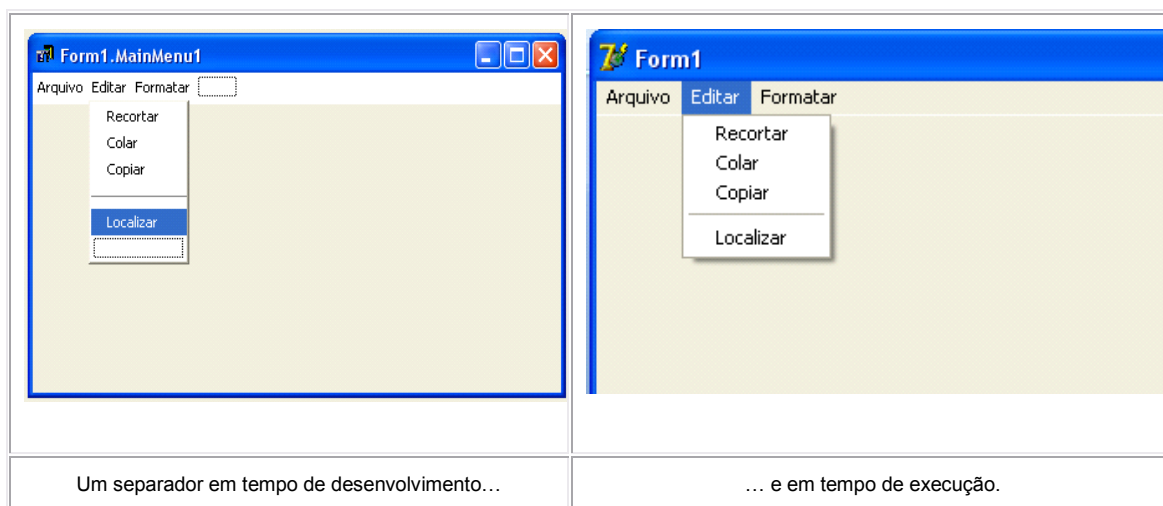 Form1.MainMenu1
Arquivo Editar Formatar
Recortar
Colar
Copiar
Localizar
Form1
Arquivo Editar Formatar
Recortar
Colar
Copiar
Localizar
Um separador em tempo de desenvolvimento…
… e em tempo de execução.